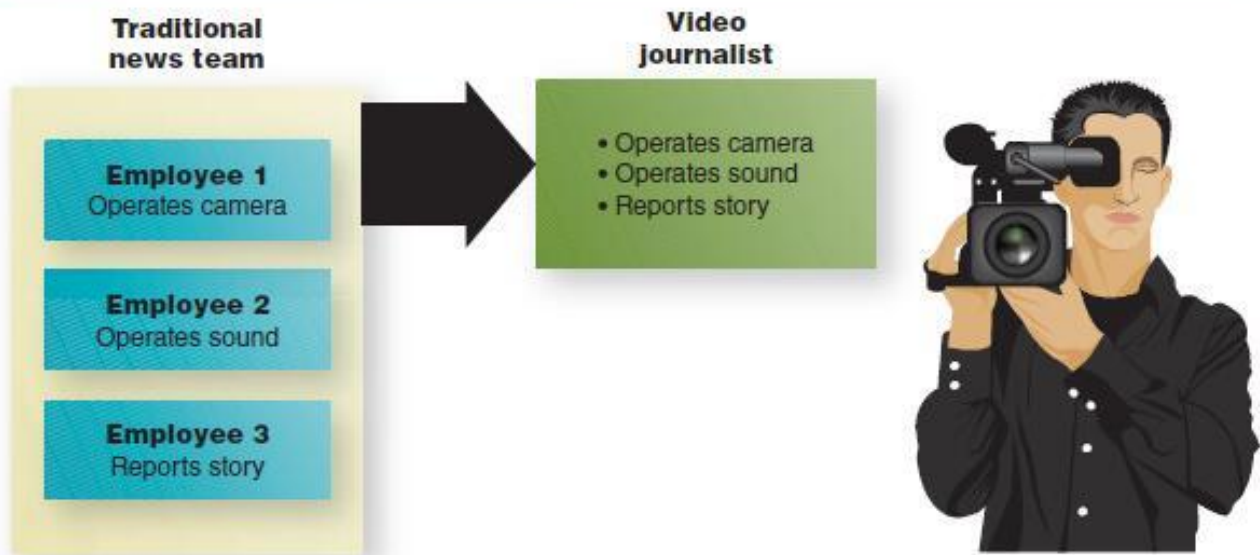 Traditional
news team
Employee 1
Operates camera
Employee 2
Operates sound
Employee 3
Reports story
Video
journalist
• Operates camera
• Operates sound
• Reports story